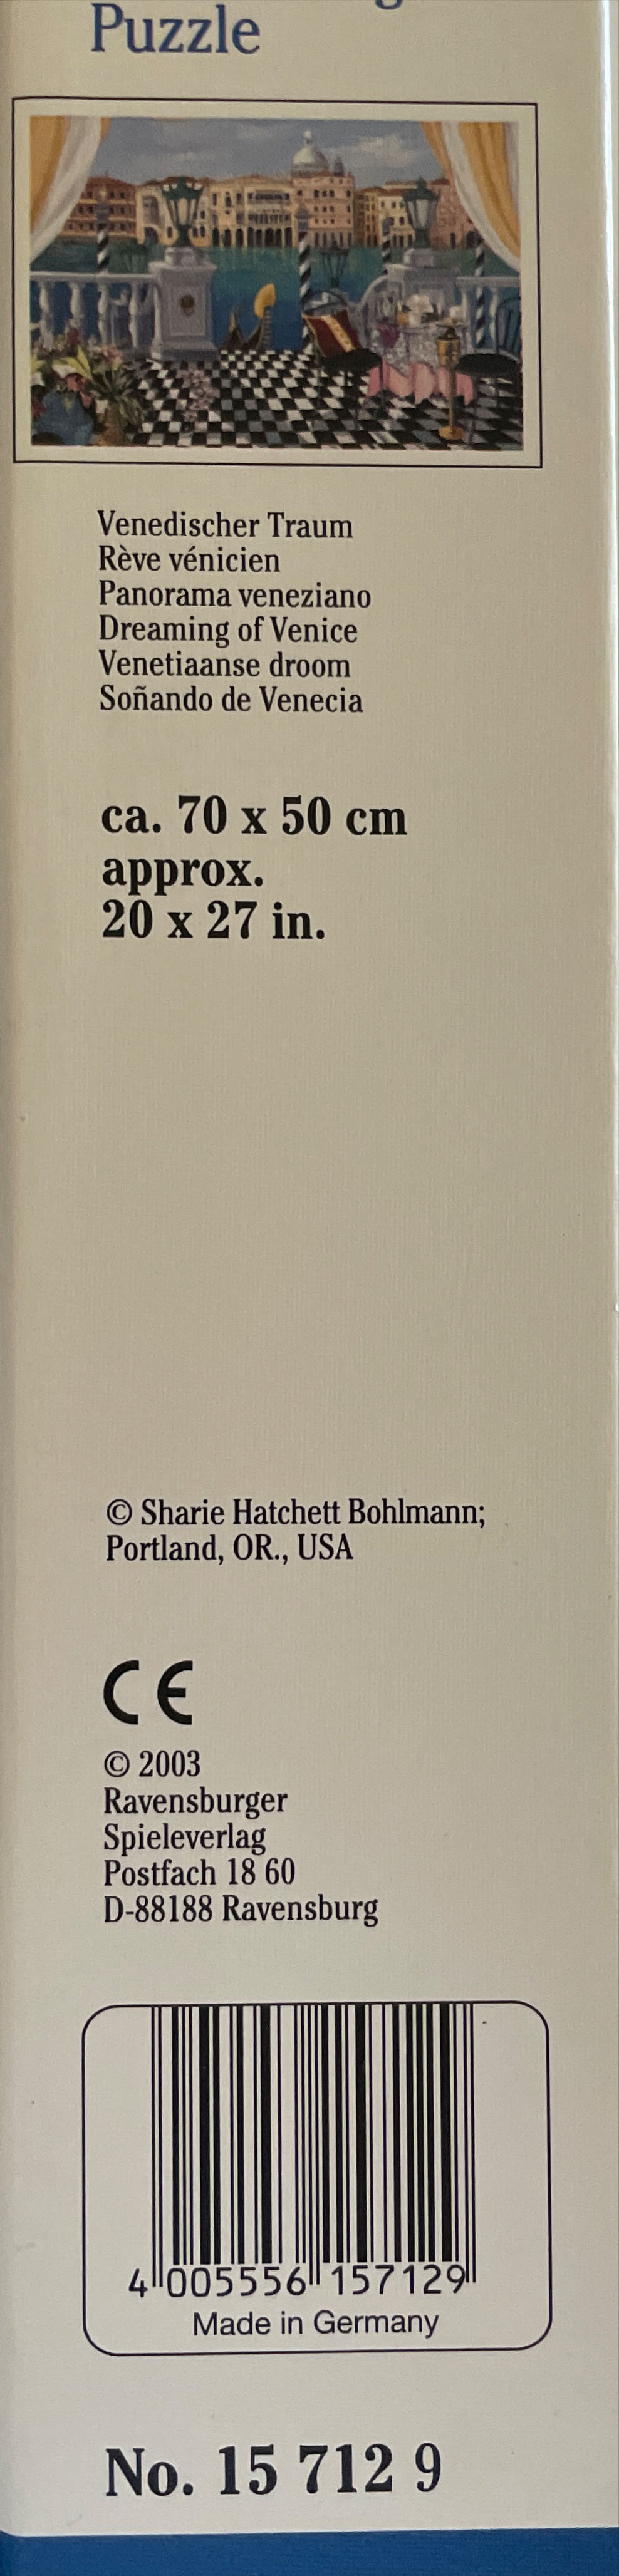 Puzzle
Venedischer Traum
Rève vénicien
Panorama veneziano
Dreaming of Venice
Venetiaanse droom
Soñando de Venecia
ca. 70 x 50 cm
approx.
20 x 27 in.
© Sharie Hatchett Bohlmann;
Portland, OR., USA
CE
© 2003
Ravensburger
Spieleverlag
Postfach 18 60
D-88188 Ravensburg
4 005556 157129
Made in Germany
No. 15 712 9